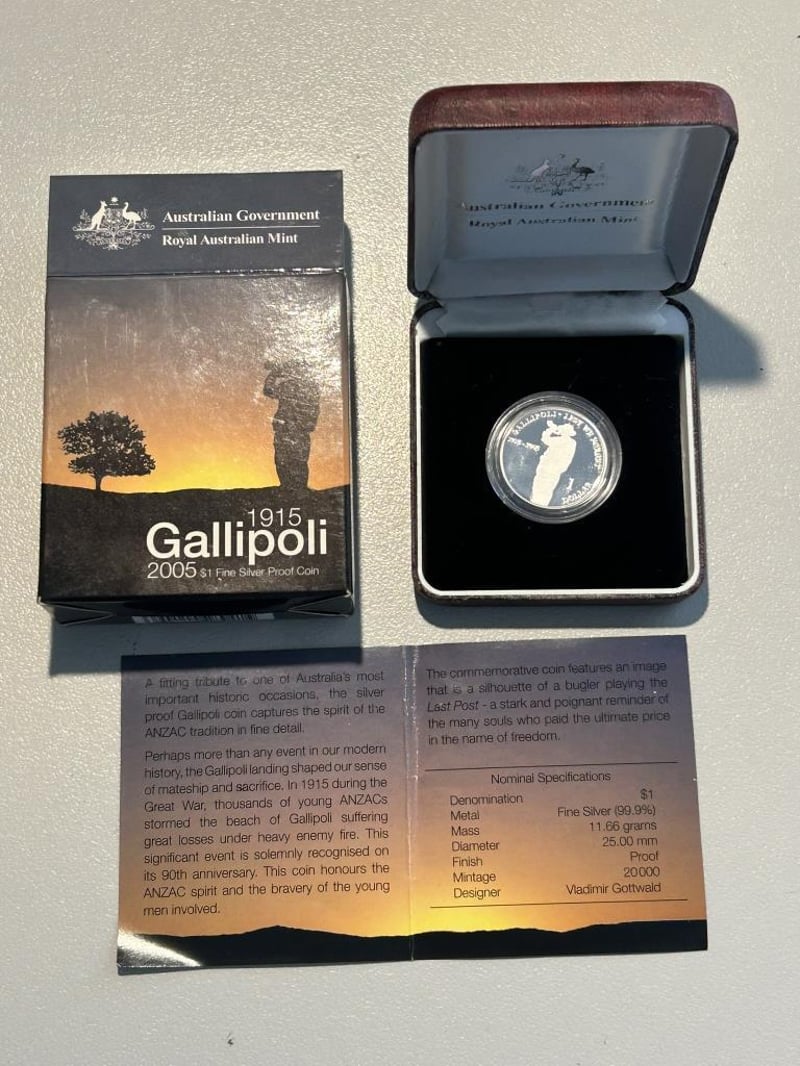 Australian Government
Royal Australian Mint
1915
Gallipoli
2005 $1 Fine Silver Proof Coin
Australian Government
Royal Australian Mint
GALLIPOLI • LEST WE FORGET
1915 - 2005
A fitting tribute to one of Australia's most
important historic occasions, the silver
proof Gallipoli coin captures the spirit of the
ANZAC tradition in fine detail.
Perhaps more than any event in our modern
history, the Gallipoli landing shaped our sense
of mateship and sacrifice. In 1915 during the
Great War, thousands of young ANZACs
stormed the beach of Gallipoli suffering
great losses under heavy enemy fire. This
significant event is solemnly recognised on
its 90th anniversary. This coin honours the
ANZAC spirit and the bravery of the young
men involved.
The commemorative coin features an image
that is a silhouette of a bugler playing the
Last Post - a stark and poignant reminder of
the many souls who paid the ultimate price
in the name of freedom.
Nominal Specifications
Denomination $1
Metal Fine Silver (99.9%)
Mass 11.66 grams
Diameter 25.00 mm
Finish Proof
Mintage 20 000
Designer Vladimir Gottwald